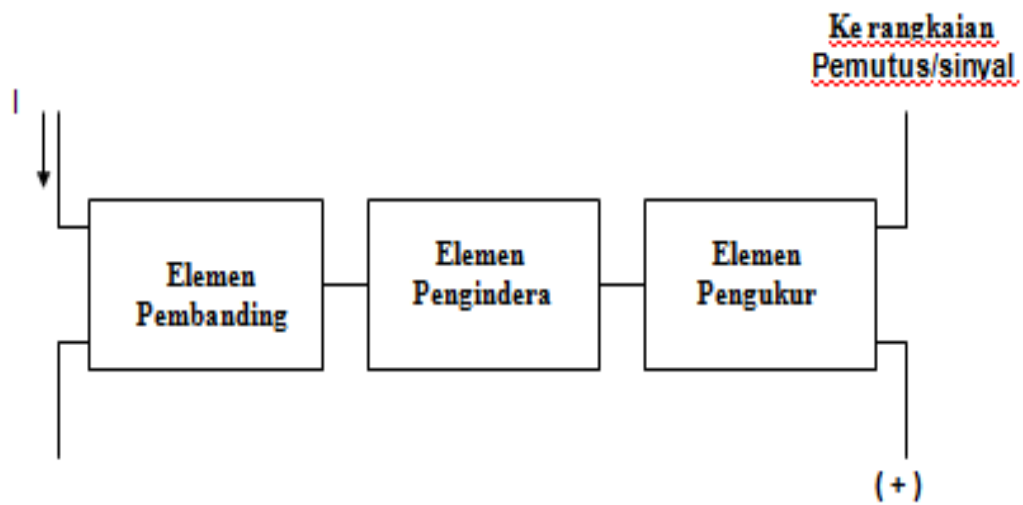 Ke rangkaian
Pemutus/sinyal
I
Elemen
Pembanding
Elemen
Pengindera
Elemen
Pengukur
( + )